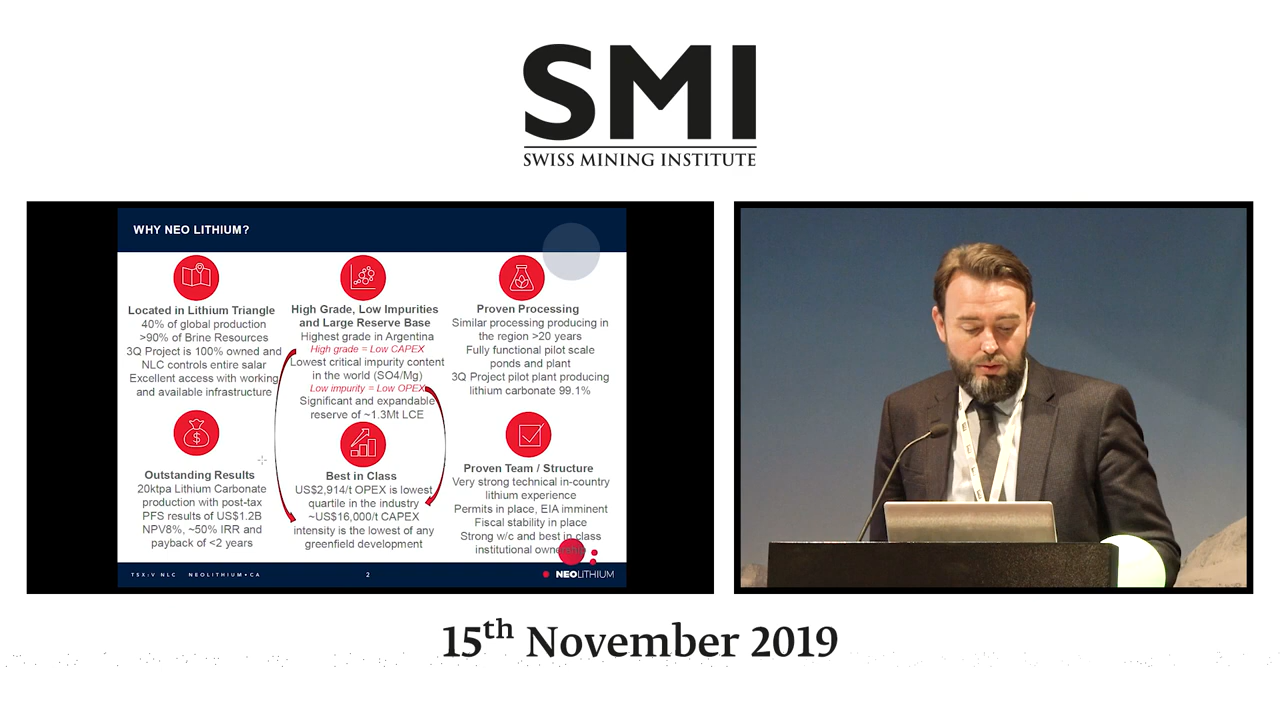 SMI
SWISS MINING INSTITUTE
WHY NEO LITHIUM?
Located in Lithium Triangle
40% of global production
>90% of Brine Resources
3Q Project is 100% owned and
NLC controls entire salar
Excellent access with working
and available infrastructure
High Grade, Low Impurities
and Large Reserve Base
Highest grade in Argentina
High grade = Low CAPEX
Lowest critical impurity content
in the world (SO4/Mg)
Low impurity = Low OPEX
Significant and expandable
reserve of ~1.3Mt LCE
Proven Processing
Similar processing producing in
the region >20 years
Fully functional pilot scale
ponds and plant
3Q Project pilot plant producing
lithium carbonate 99.1%
Outstanding Results
20ktpa Lithium Carbonate
production with post-tax
PFS results of US$1.2B
NPV8%, ~50% IRR and
payback of <2 years
Best in Class
US$2,914/t OPEX is lowest
quartile in the industry
~US$16,000/t CAPEX
intensity is the lowest of any
greenfield development
Proven Team / Structure
Very strong technical in-country
lithium experience
Permits in place, EIA imminent
Fiscal stability in place
Strong w/c and best in class
institutional ownership
TSX:V NLC NEOLITHIUM•CA
2
NEOLITHIUM
15th November 2019